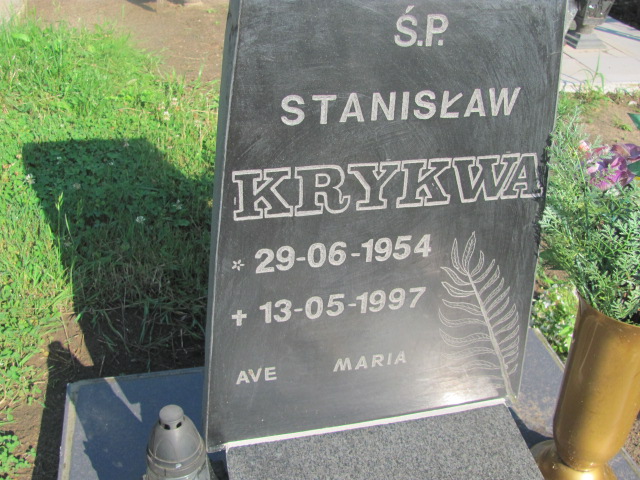 Ś.P.
STANISŁAW
KRYKWA
* 29-06-1954
+ 13-05-1997
AVE MARIA